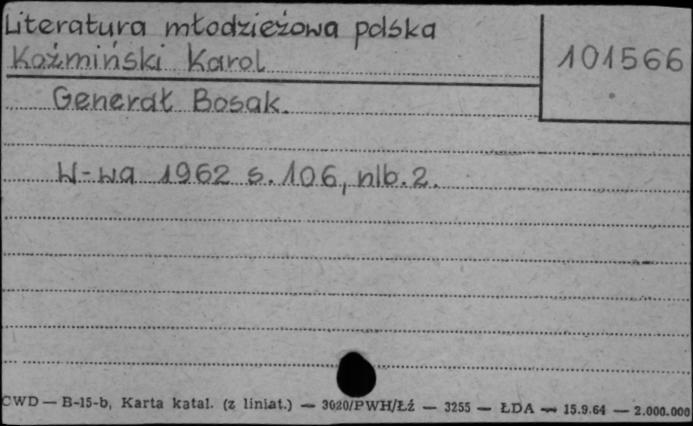 Literatura młodzieżowa polska
Koźmiński Karol
101566
Generał Bosak.
W-wa 1962 s. 106, nlb. 2.
CWD — B-15-b, Karta katal. (z liniat.) — 3020/PWH/Łź — 3255 — ŁDA — 15.9.64 — 2.000.000